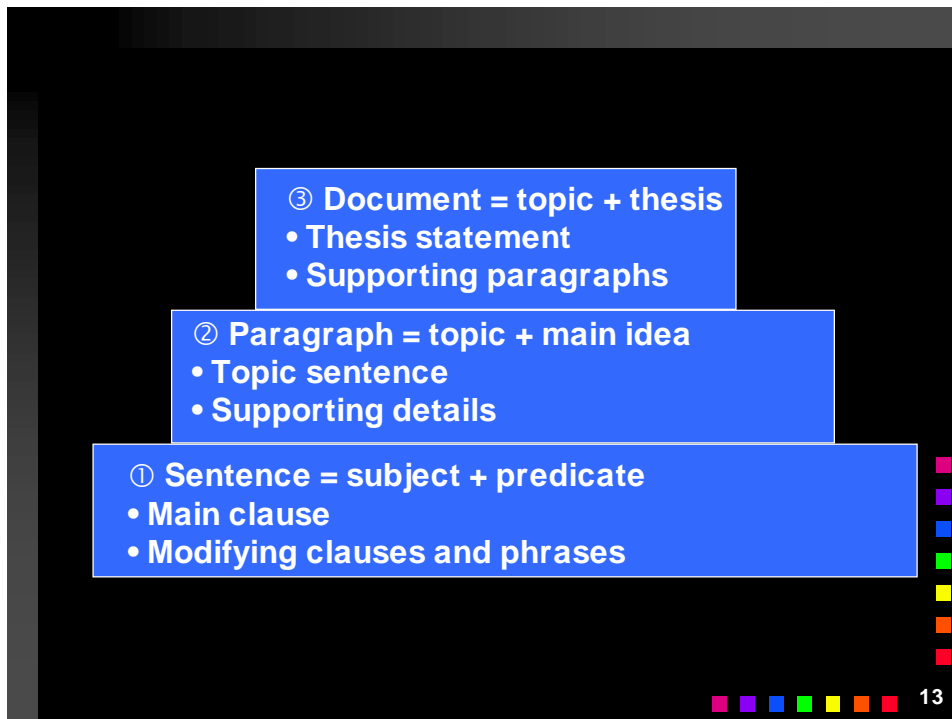 ③ Document = topic + thesis
• Thesis statement
• Supporting paragraphs
② Paragraph = topic + main idea
• Topic sentence
• Supporting details
① Sentence = subject + predicate
• Main clause
• Modifying clauses and phrases
13